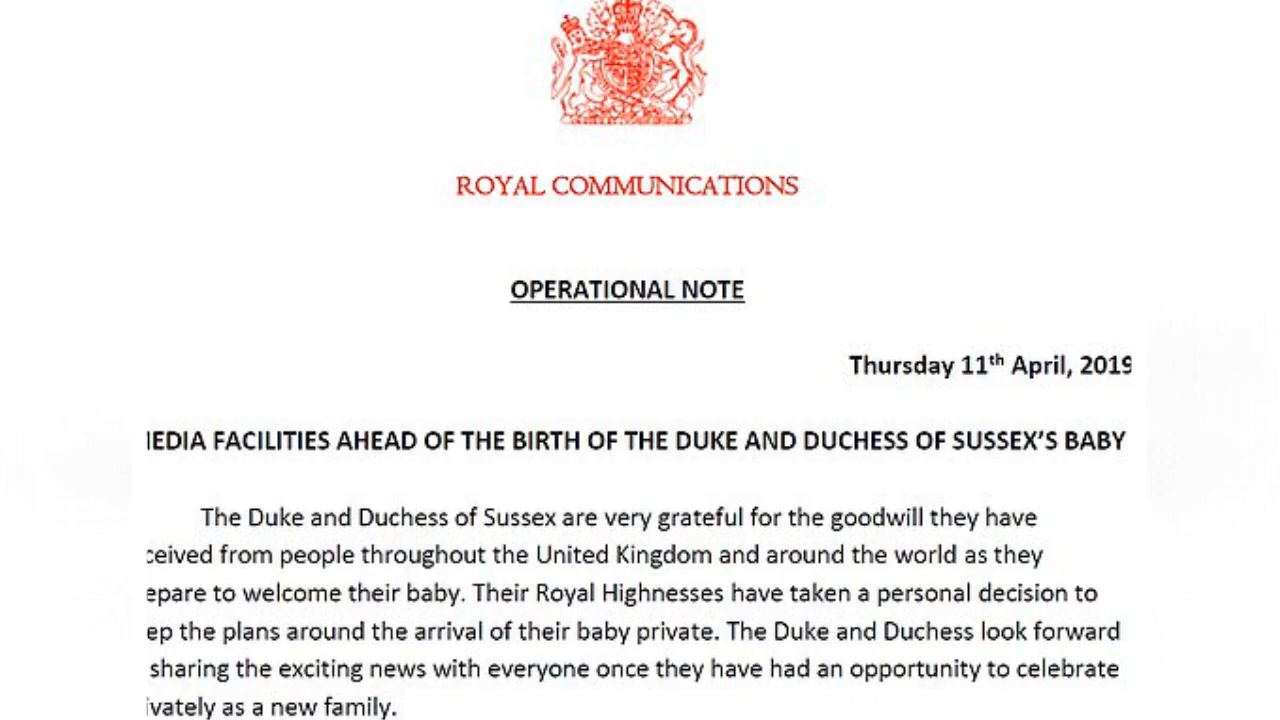 ROYAL COMMUNICATIONS
OPERATIONAL NOTE
Thursday 11th April, 2019
IEDIA FACILITIES AHEAD OF THE BIRTH OF THE DUKE AND DUCHESS OF SUSSEX'S BABY
The Duke and Duchess of Sussex are very grateful for the goodwill they have
ceived from people throughout the United Kingdom and around the world as they
epare to welcome their baby. Their Royal Highnesses have taken a personal decision to
ep the plans around the arrival of their baby private. The Duke and Duchess look forward
sharing the exciting news with everyone once they have had an opportunity to celebrate
ivately as a new family.